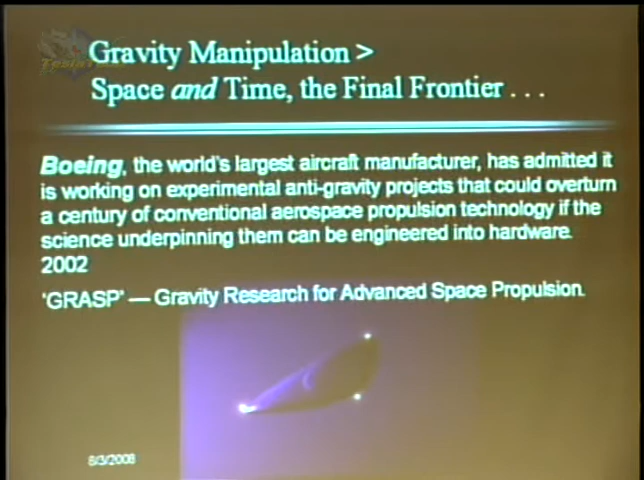 Gravity Manipulation >
Space and Time, the Final Frontier . . .
Boeing, the world's largest aircraft manufacturer, has admitted it
is working on experimental anti-gravity projects that could overturn
a century of conventional aerospace propulsion technology if the
science underpinning them can be engineered into hardware.
2002
'GRASP' — Gravity Research for Advanced Space Propulsion.
8/3/2008